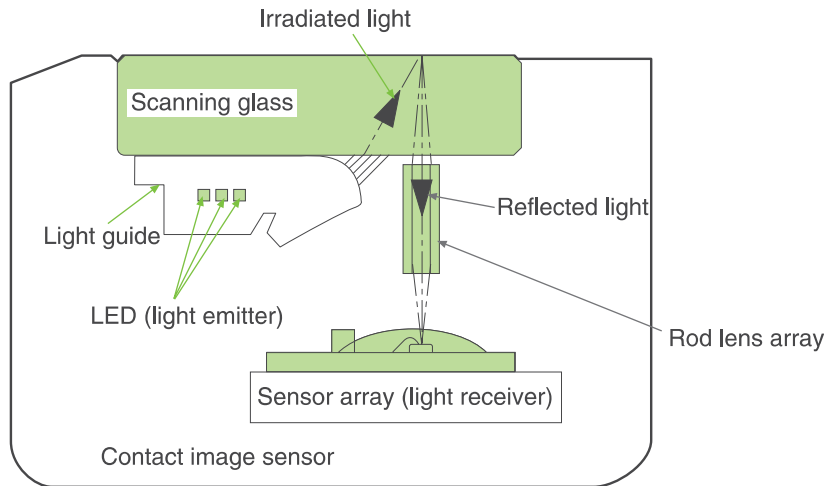 Irradiated light
Scanning glass
Reflected light
Light guide
LED (light emitter)
Rod lens array
Sensor array (light receiver)
Contact image sensor